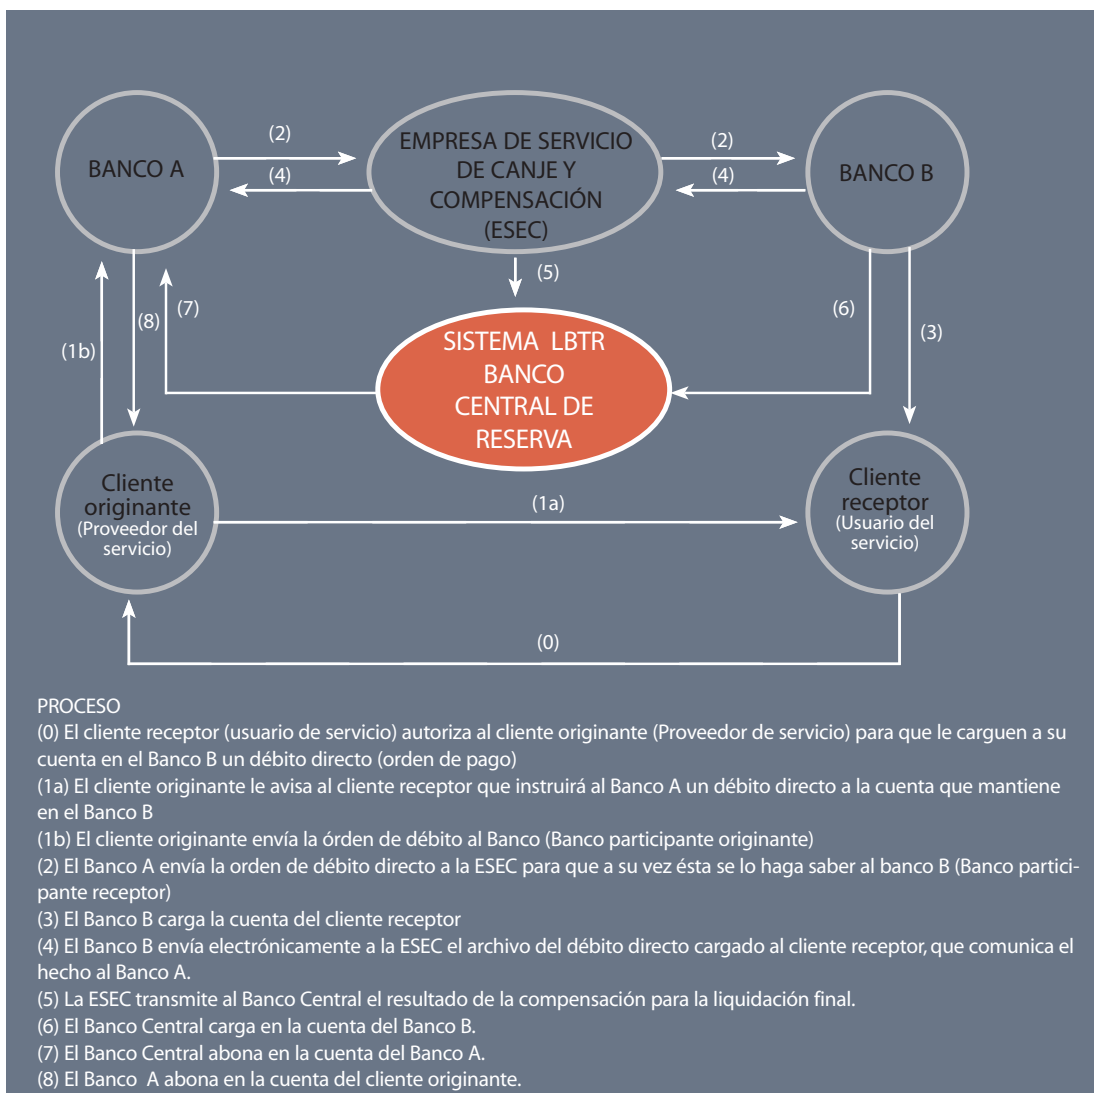 (2)
EMPRESA DE SERVICIO
DE CANJE Y
COMPENSACIÓN
(ESEC)
(2)
BANCO A
BANCO B
(4)
(4)
(5)
(1b)
(8)
(7)
(6)
(3)
SISTEMA LBTR
BANCO
CENTRAL DE
RESERVA
Cliente
originante
(Proveedor del
servicio)
(1a)
Cliente
receptor
(Usuario del
servicio)
(0)
PROCESO
(0) El cliente receptor (usuario de servicio) autoriza al cliente originante (Proveedor de servicio) para que le carguen a su
cuenta en el Banco B un débito directo (orden de pago)
(1a) El cliente originante le avisa al cliente receptor que instruirá al Banco A un débito directo a la cuenta que mantiene
en el Banco B
(1b) El cliente originante envía la órden de débito al Banco (Banco participante originante)
(2) El Banco A envía la orden de débito directo a la ESEC para que a su vez ésta se lo haga saber al banco B (Banco partici-
pante receptor)
(3) El Banco B carga la cuenta del cliente receptor
(4) El Banco B envía electrónicamente a la ESEC el archivo del débito directo cargado al cliente receptor, que comunica el
hecho al Banco A.
(5) La ESEC transmite al Banco Central el resultado de la compensación para la liquidación final.
(6) El Banco Central carga en la cuenta del Banco B.
(7) El Banco Central abona en la cuenta del Banco A.
(8) El Banco A abona en la cuenta del cliente originante.